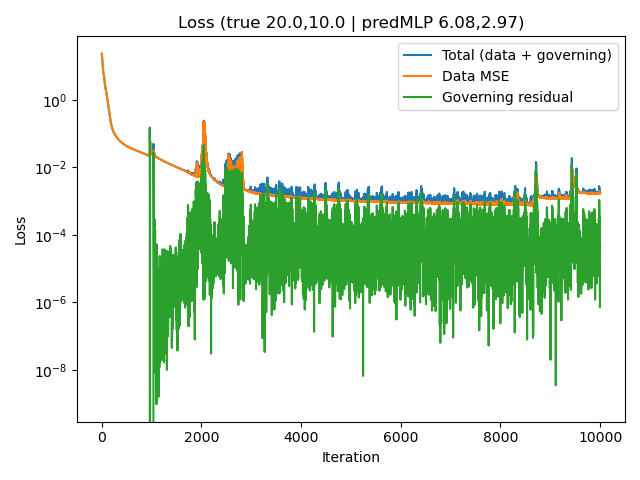 Loss (true 20.0,10.0 | predMLP 6.08,2.97)
Total (data + governing)
Data MSE
Governing residual
10⁰
10⁻²
10⁻⁴
10⁻⁶
10⁻⁸
Loss
0 2000 4000 6000 8000 10000
Iteration